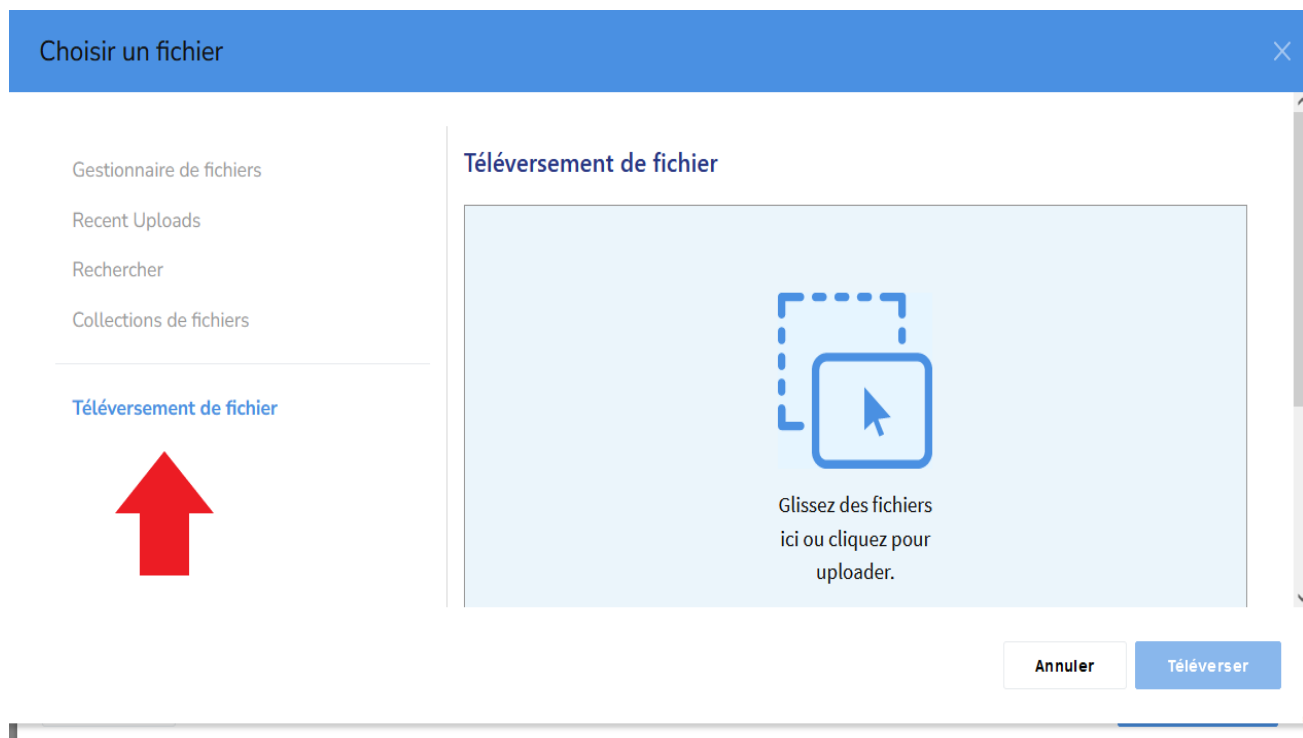 Choisir un fichier
Gestionnaire de fichiers
Recent Uploads
Rechercher
Collections de fichiers
Téléversement de fichier
Téléversement de fichier
Glissez des fichiers
ici ou cliquez pour
uploader.
Annuler
Téléverser